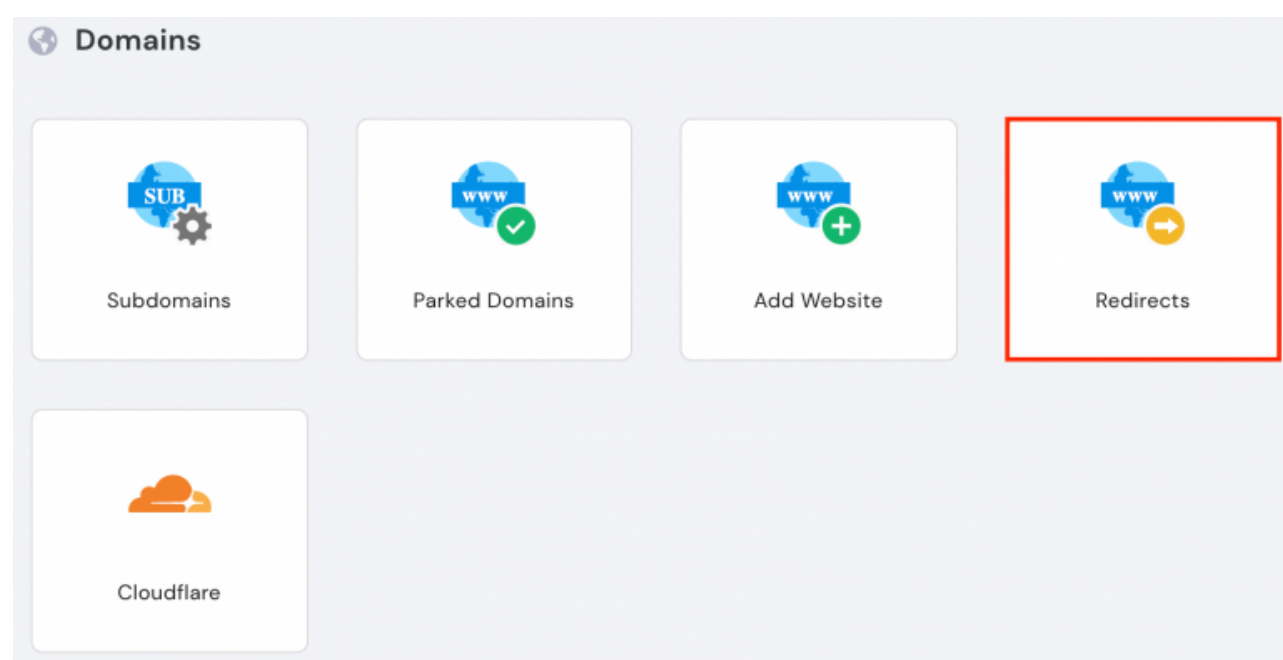 Domains
SUB
www
www
www
Subdomains
Parked Domains
Add Website
Redirects
Cloudflare